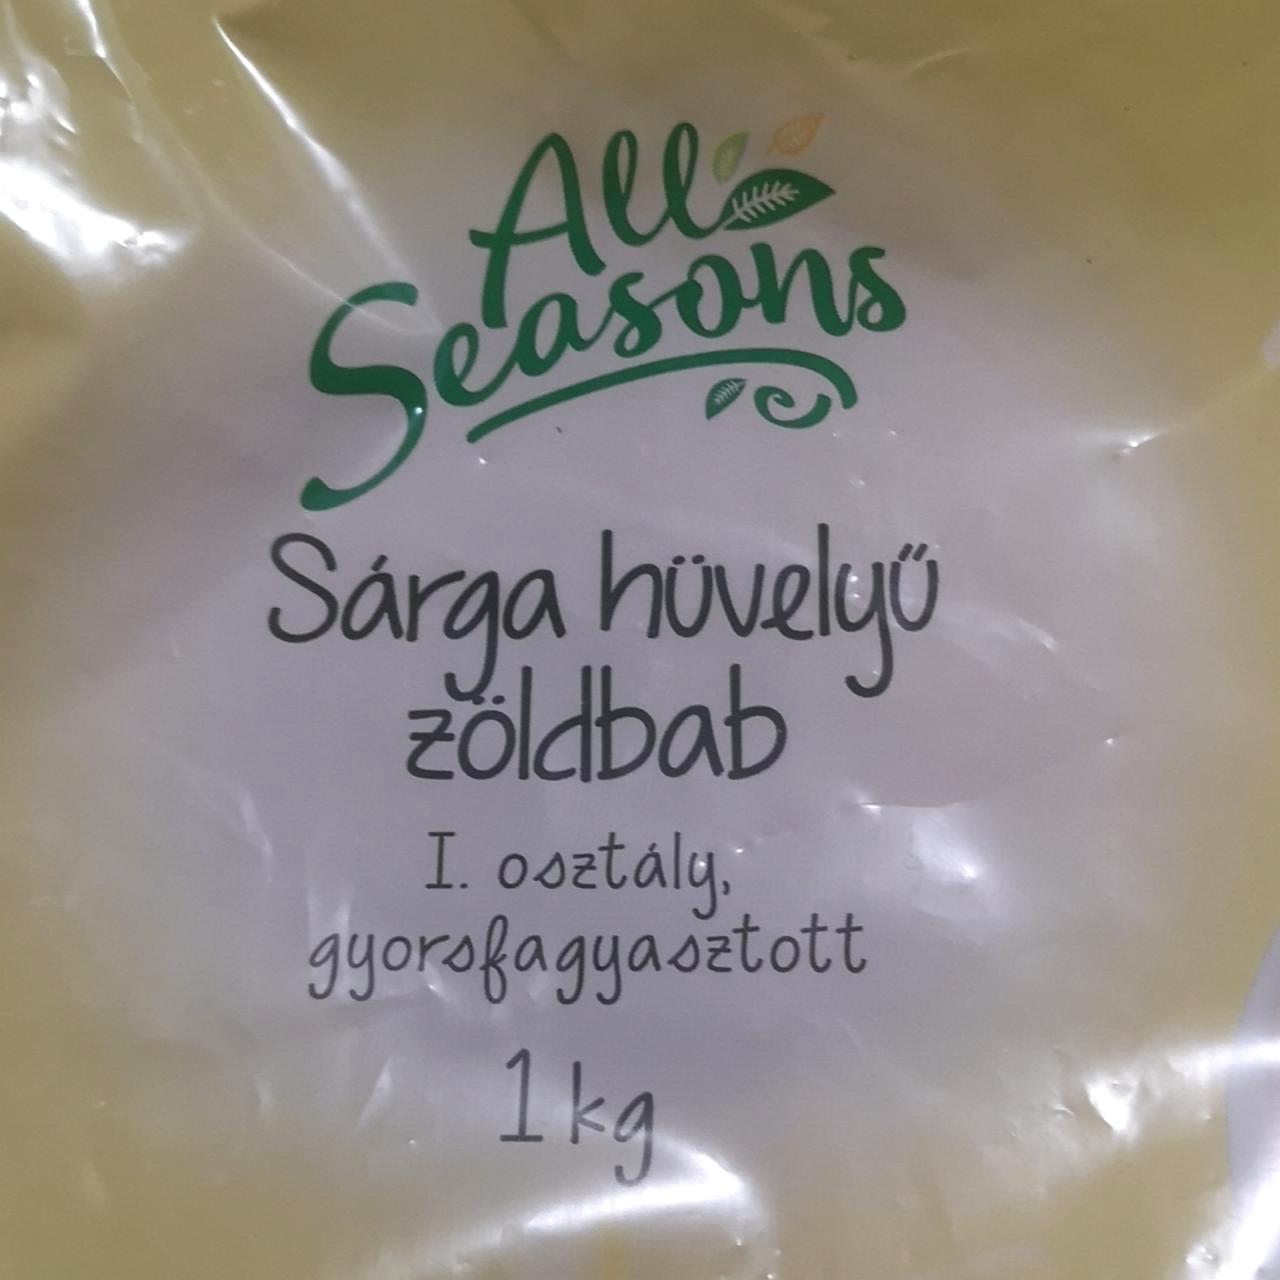 All
Seasons
Sárga hüvelyű
zöldbab
I. osztály,
gyorsfagyasztott
1 kg